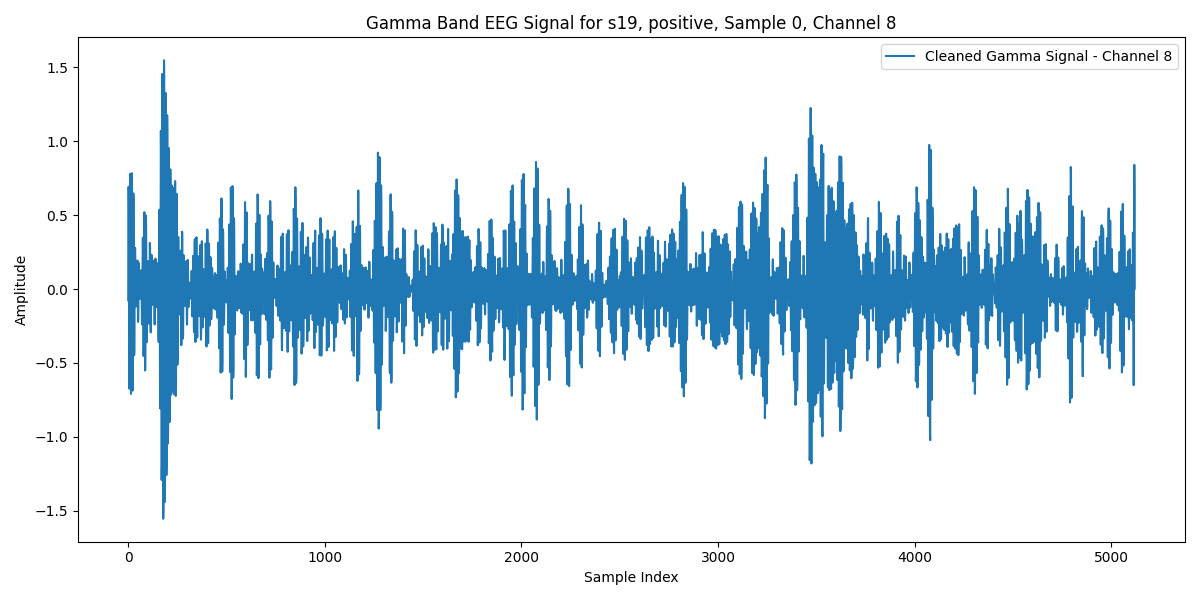 Gamma Band EEG Signal for s19, positive, Sample 0, Channel 8
Cleaned Gamma Signal - Channel 8
1.5
1.0
0.5
0.0
−0.5
−1.0
−1.5
Amplitude
0 1000 2000 3000 4000 5000
Sample Index